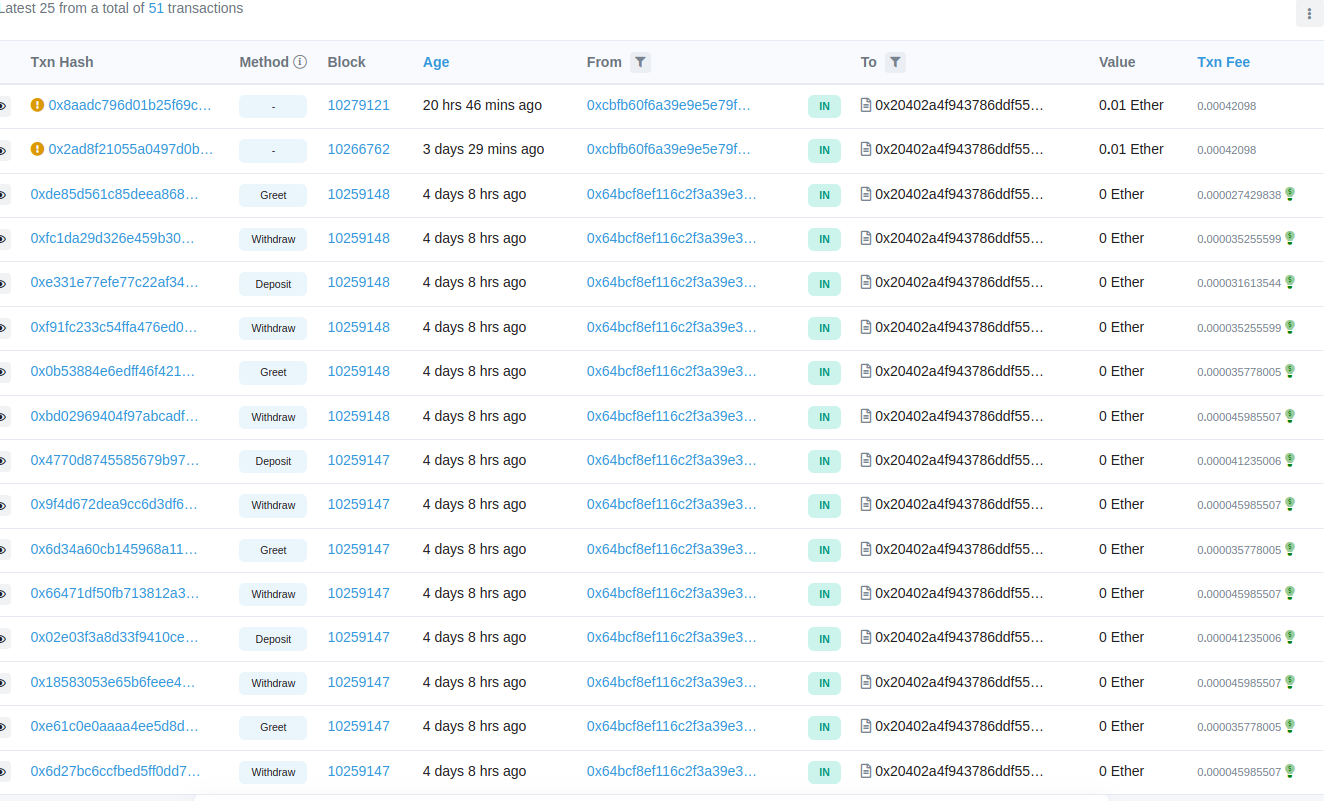 Latest 25 from a total of 51 transactions
Txn Hash Method Block Age From To Value Txn Fee
0x8aadc796d01b25f69c... - 10279121 20 hrs 46 mins ago 0xcbfb60f6a39e9e5e79f... IN 0x20402a4f943786ddf55... 0.01 Ether 0.00042098
0x2ad8f21055a0497d0b... - 10266762 3 days 29 mins ago 0xcbfb60f6a39e9e5e79f... IN 0x20402a4f943786ddf55... 0.01 Ether 0.00042098
0xde85d561c85deea868... Greet 10259148 4 days 8 hrs ago 0x64bcf8ef116c2f3a39e3... IN 0x20402a4f943786ddf55... 0 Ether 0.000027429838
0xfc1da29d326e459b30... Withdraw 10259148 4 days 8 hrs ago 0x64bcf8ef116c2f3a39e3... IN 0x20402a4f943786ddf55... 0 Ether 0.000035255599
0xe331e77efe77c22af34... Deposit 10259148 4 days 8 hrs ago 0x64bcf8ef116c2f3a39e3... IN 0x20402a4f943786ddf55... 0 Ether 0.000031613544
0xf91fc233c54ffa476ed0... Withdraw 10259148 4 days 8 hrs ago 0x64bcf8ef116c2f3a39e3... IN 0x20402a4f943786ddf55... 0 Ether 0.000035255599
0x0b53884e6edff46f421... Greet 10259148 4 days 8 hrs ago 0x64bcf8ef116c2f3a39e3... IN 0x20402a4f943786ddf55... 0 Ether 0.000035778005
0xbd02969404f97abcadf... Withdraw 10259148 4 days 8 hrs ago 0x64bcf8ef116c2f3a39e3... IN 0x20402a4f943786ddf55... 0 Ether 0.000045985507
0x4770d8745585679b97... Deposit 10259147 4 days 8 hrs ago 0x64bcf8ef116c2f3a39e3... IN 0x20402a4f943786ddf55... 0 Ether 0.000041235006
0x9f4d672dea9cc6d3df6... Withdraw 10259147 4 days 8 hrs ago 0x64bcf8ef116c2f3a39e3... IN 0x20402a4f943786ddf55... 0 Ether 0.000045985507
0x6d34a60cb145968a11... Greet 10259147 4 days 8 hrs ago 0x64bcf8ef116c2f3a39e3... IN 0x20402a4f943786ddf55... 0 Ether 0.000035778005
0x66471df50fb713812a3... Withdraw 10259147 4 days 8 hrs ago 0x64bcf8ef116c2f3a39e3... IN 0x20402a4f943786ddf55... 0 Ether 0.000045985507
0x02e03f3a8d33f9410ce... Deposit 10259147 4 days 8 hrs ago 0x64bcf8ef116c2f3a39e3... IN 0x20402a4f943786ddf55... 0 Ether 0.000041235006
0x18583053e65b6feee4... Withdraw 10259147 4 days 8 hrs ago 0x64bcf8ef116c2f3a39e3... IN 0x20402a4f943786ddf55... 0 Ether 0.000045985507
0xe61c0e0aaaa4ee5d8d... Greet 10259147 4 days 8 hrs ago 0x64bcf8ef116c2f3a39e3... IN 0x20402a4f943786ddf55... 0 Ether 0.000035778005
0x6d27bc6ccfbed5ff0dd7... Withdraw 10259147 4 days 8 hrs ago 0x64bcf8ef116c2f3a39e3... IN 0x20402a4f943786ddf55... 0 Ether 0.000045985507